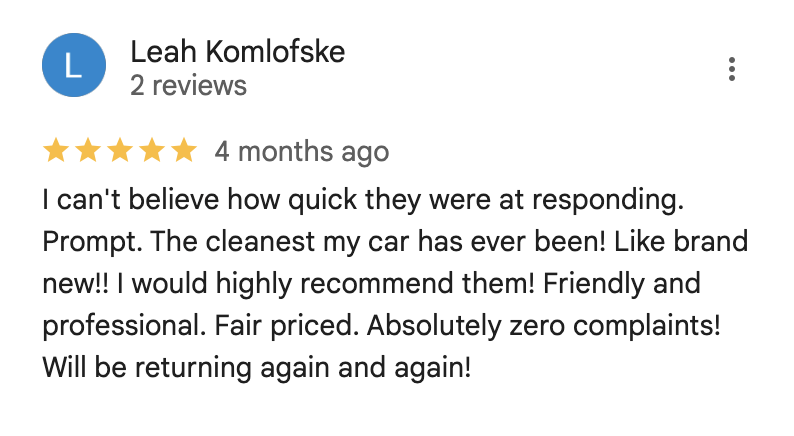 L
Leah Komlofske
2 reviews
4 months ago
I can't believe how quick they were at responding.
Prompt. The cleanest my car has ever been! Like brand
new!! I would highly recommend them! Friendly and
professional. Fair priced. Absolutely zero complaints!
Will be returning again and again!